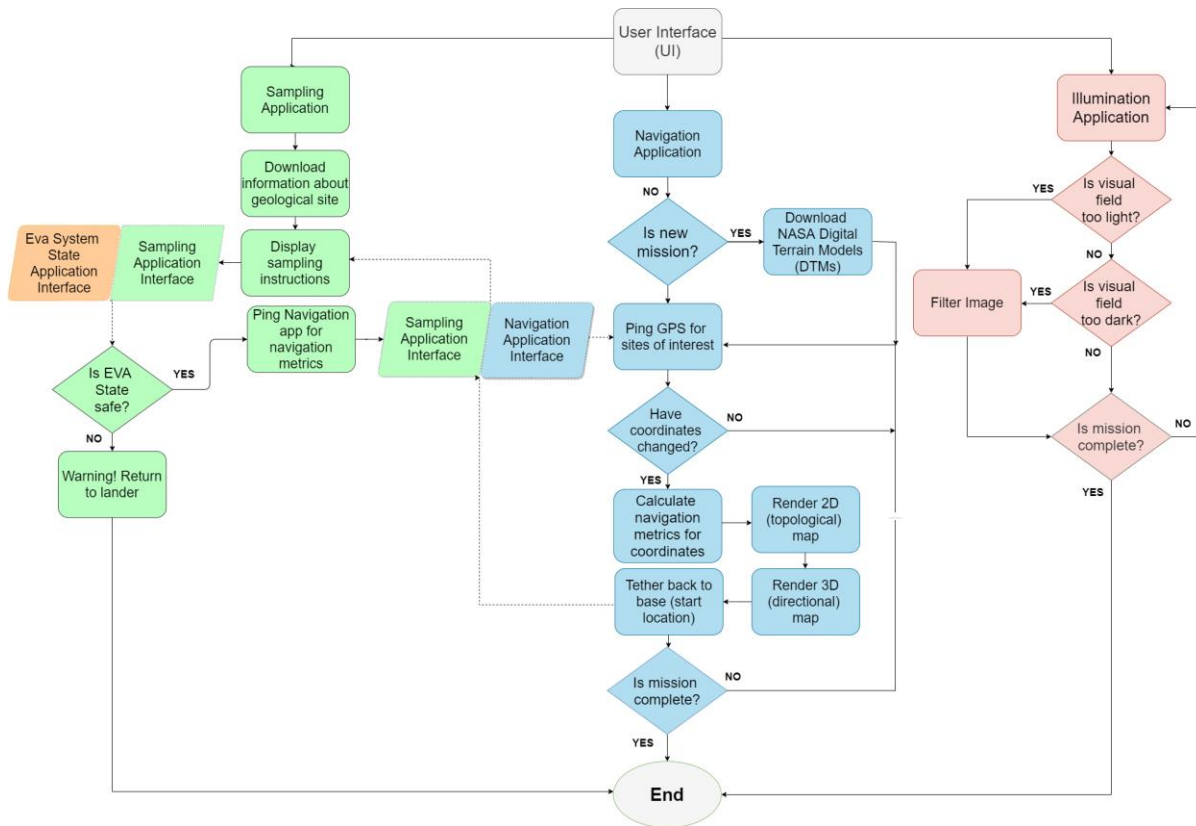 User Interface
(UI)
Sampling
Application
Download
information about
geological site
Display
sampling
instructions
Eva System
State
Application
Interface
Sampling
Application
Interface
Is EVA
State
safe?
YES
NO
Warning! Return
to lander
Ping Navigation
app for
navigation
metrics
Sampling
Application
Interface
Navigation
Application
Interface
Navigation
Application
NO
Is new
mission?
YES
Download
NASA Digital
Terrain Models
(DTMs)
Ping GPS for
sites of interest
Have
coordinates
changed?
NO
YES
Calculate
navigation
metrics for
coordinates
Render 2D
(topological)
map
Render 3D
(directional)
map
Tether back to
base (start
location)
Is mission
complete?
NO
YES
End
Illumination
Application
Is visual
field
too light?
YES
NO
Is visual
field
too dark?
YES
NO
Filter Image
Is mission
complete?
NO
YES